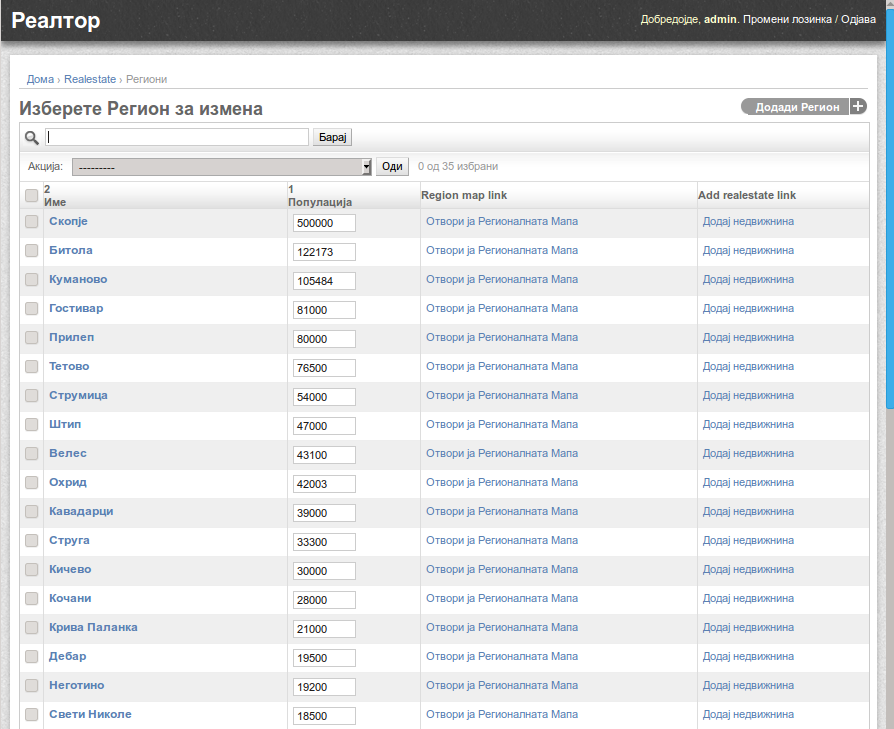 Реалтор
Добредојде, admin. Промени лозинка / Одјава
Дома › Realestate › Региони
Изберете Регион за измена
Додади Регион
Барај
Акција: --------- Оди 0 од 35 избрани
2 1
Име Популација Region map link Add realestate link
Скопје 500000 Отвори ја Регионалната Мапа Додај недвижнина
Битола 122173 Отвори ја Регионалната Мапа Додај недвижнина
Куманово 105484 Отвори ја Регионалната Мапа Додај недвижнина
Гостивар 81000 Отвори ја Регионалната Мапа Додај недвижнина
Прилеп 80000 Отвори ја Регионалната Мапа Додај недвижнина
Тетово 76500 Отвори ја Регионалната Мапа Додај недвижнина
Струмица 54000 Отвори ја Регионалната Мапа Додај недвижнина
Штип 47000 Отвори ја Регионалната Мапа Додај недвижнина
Велес 43100 Отвори ја Регионалната Мапа Додај недвижнина
Охрид 42003 Отвори ја Регионалната Мапа Додај недвижнина
Кавадарци 39000 Отвори ја Регионалната Мапа Додај недвижнина
Струга 33300 Отвори ја Регионалната Мапа Додај недвижнина
Кичево 30000 Отвори ја Регионалната Мапа Додај недвижнина
Кочани 28000 Отвори ја Регионалната Мапа Додај недвижнина
Крива Паланка 21000 Отвори ја Регионалната Мапа Додај недвижнина
Дебар 19500 Отвори ја Регионалната Мапа Додај недвижнина
Неготино 19200 Отвори ја Регионалната Мапа Додај недвижнина
Свети Николе 18500 Отвори ја Регионалната Мапа Додај недвижнина